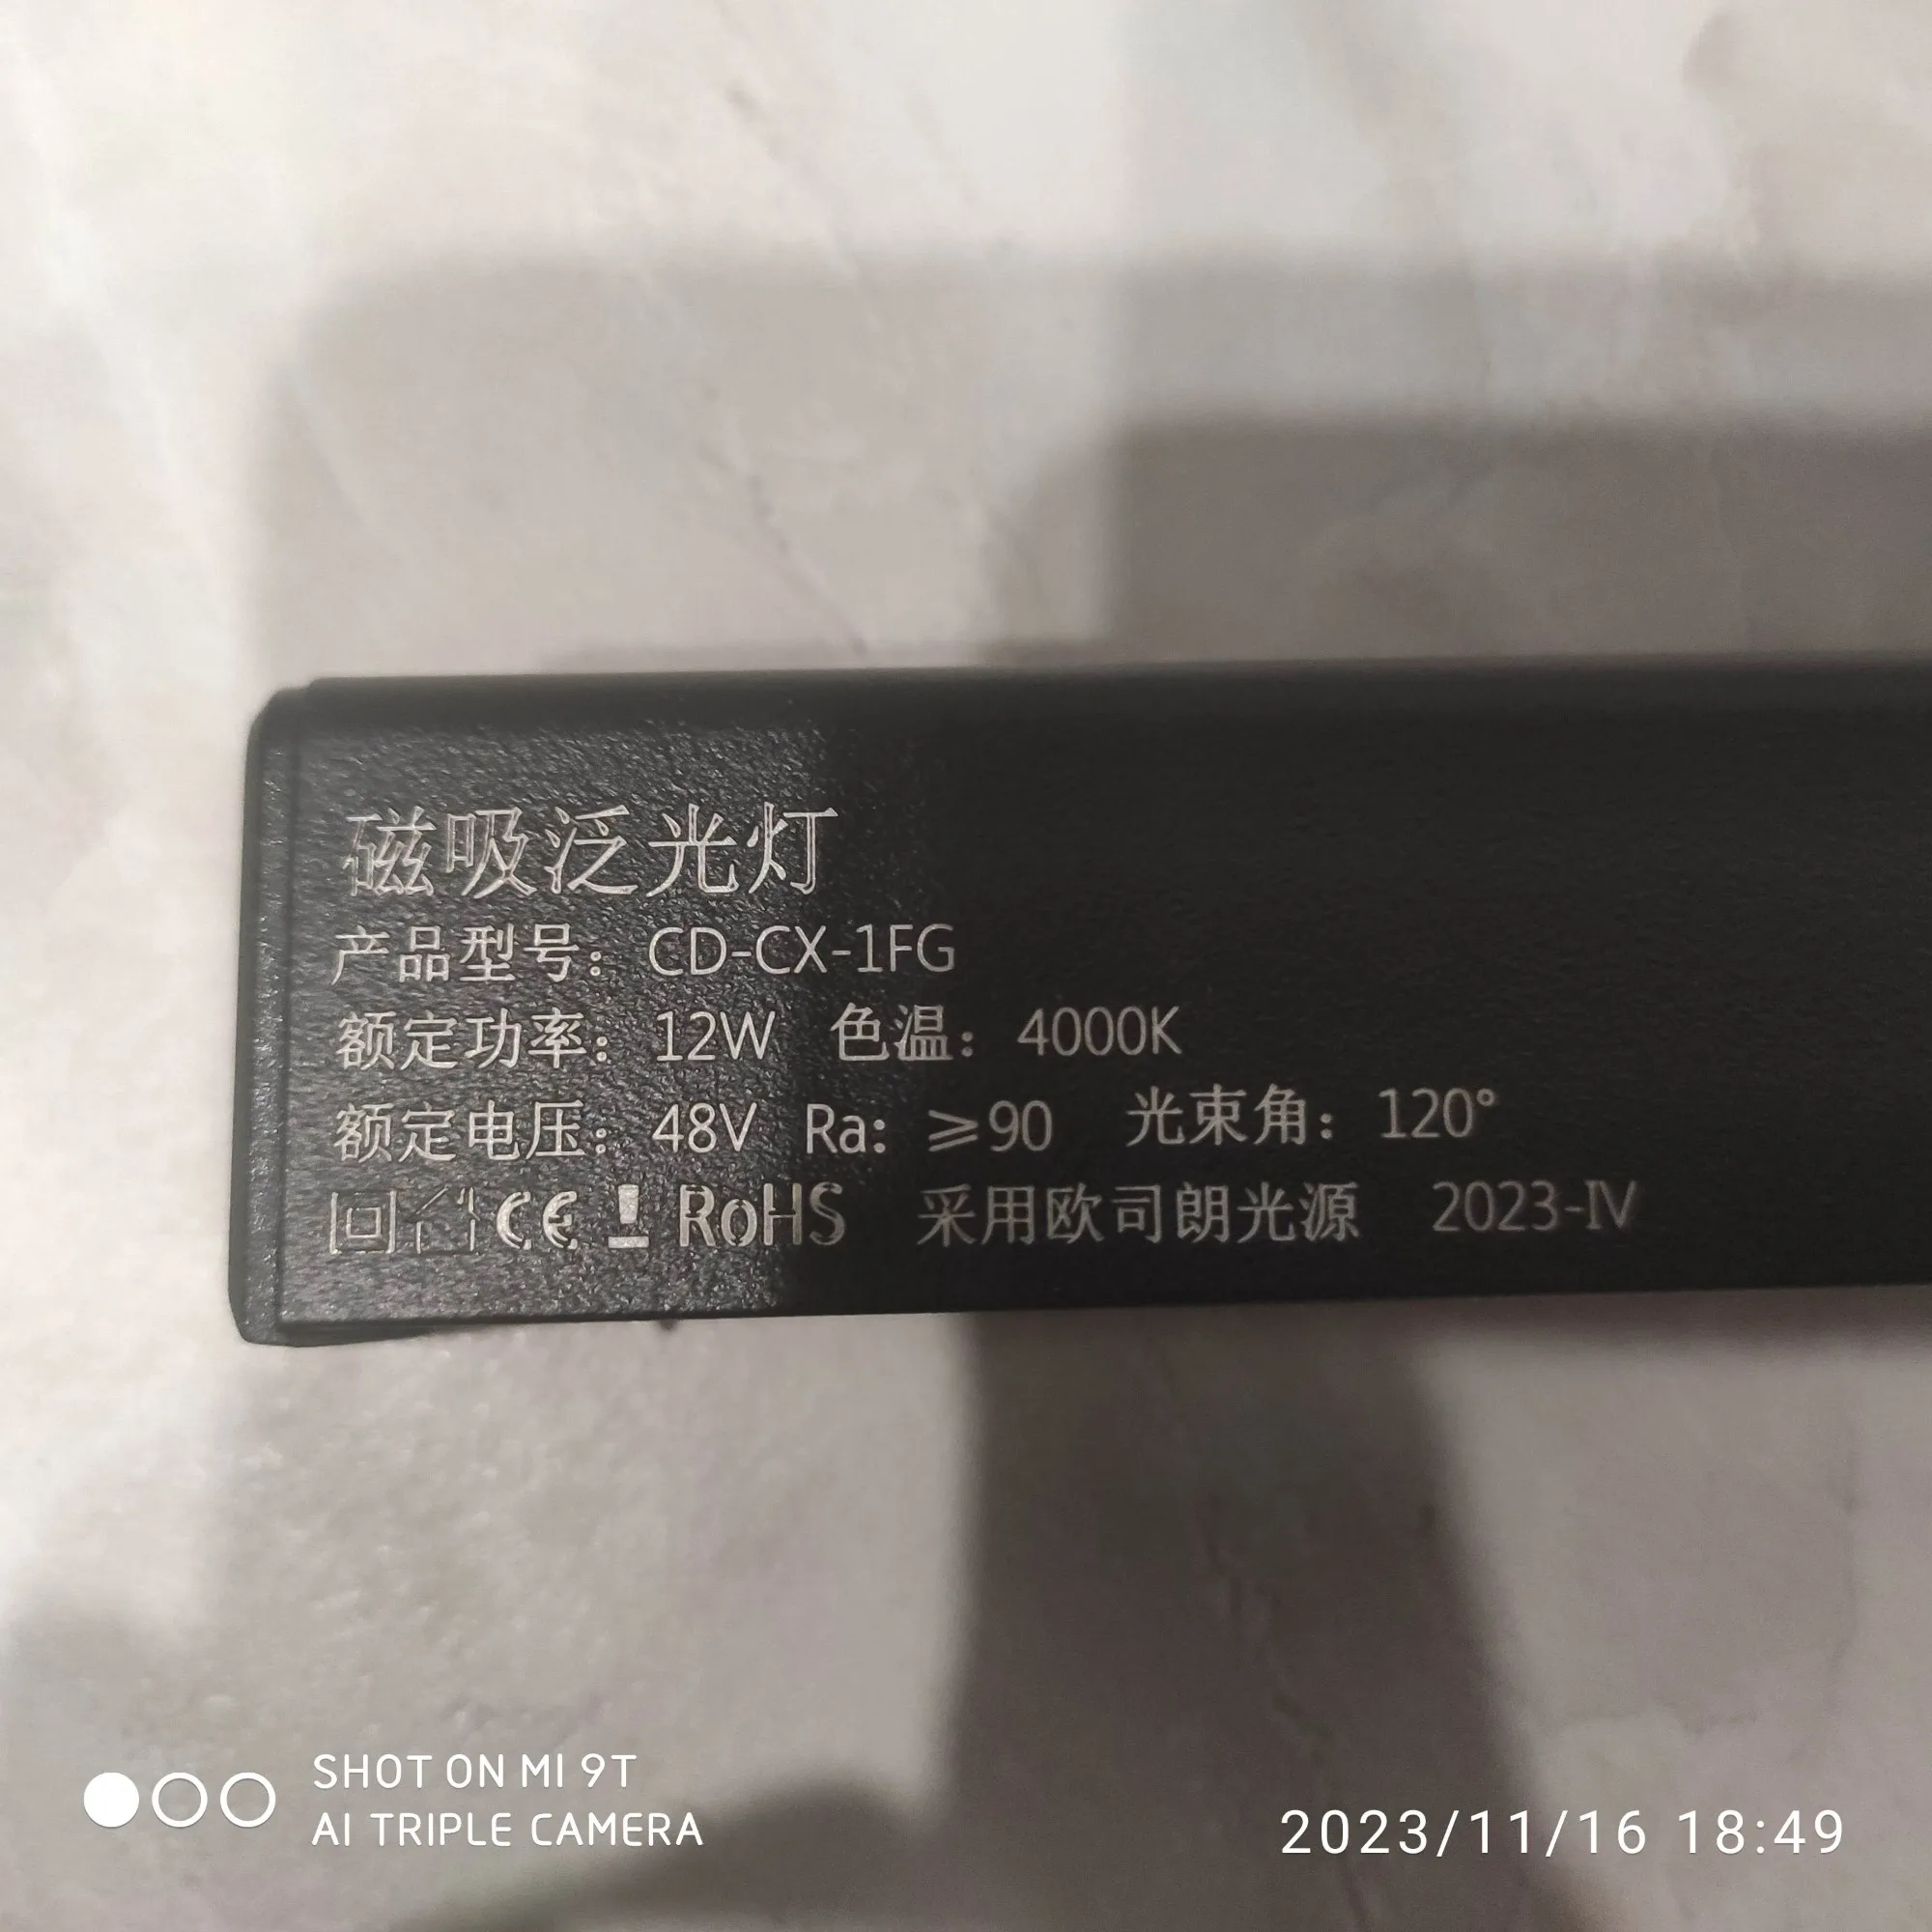 磁吸泛光灯
产品型号： CD-CX-1FG
额定功率： 12W 色温： 4000K
额定电压： 48V Ra: ≥90 光束角： 120°
CE RoHS 采用欧司朗光源 2023-IV
SHOT ON MI 9T
AI TRIPLE CAMERA
2023/11/16 18:49